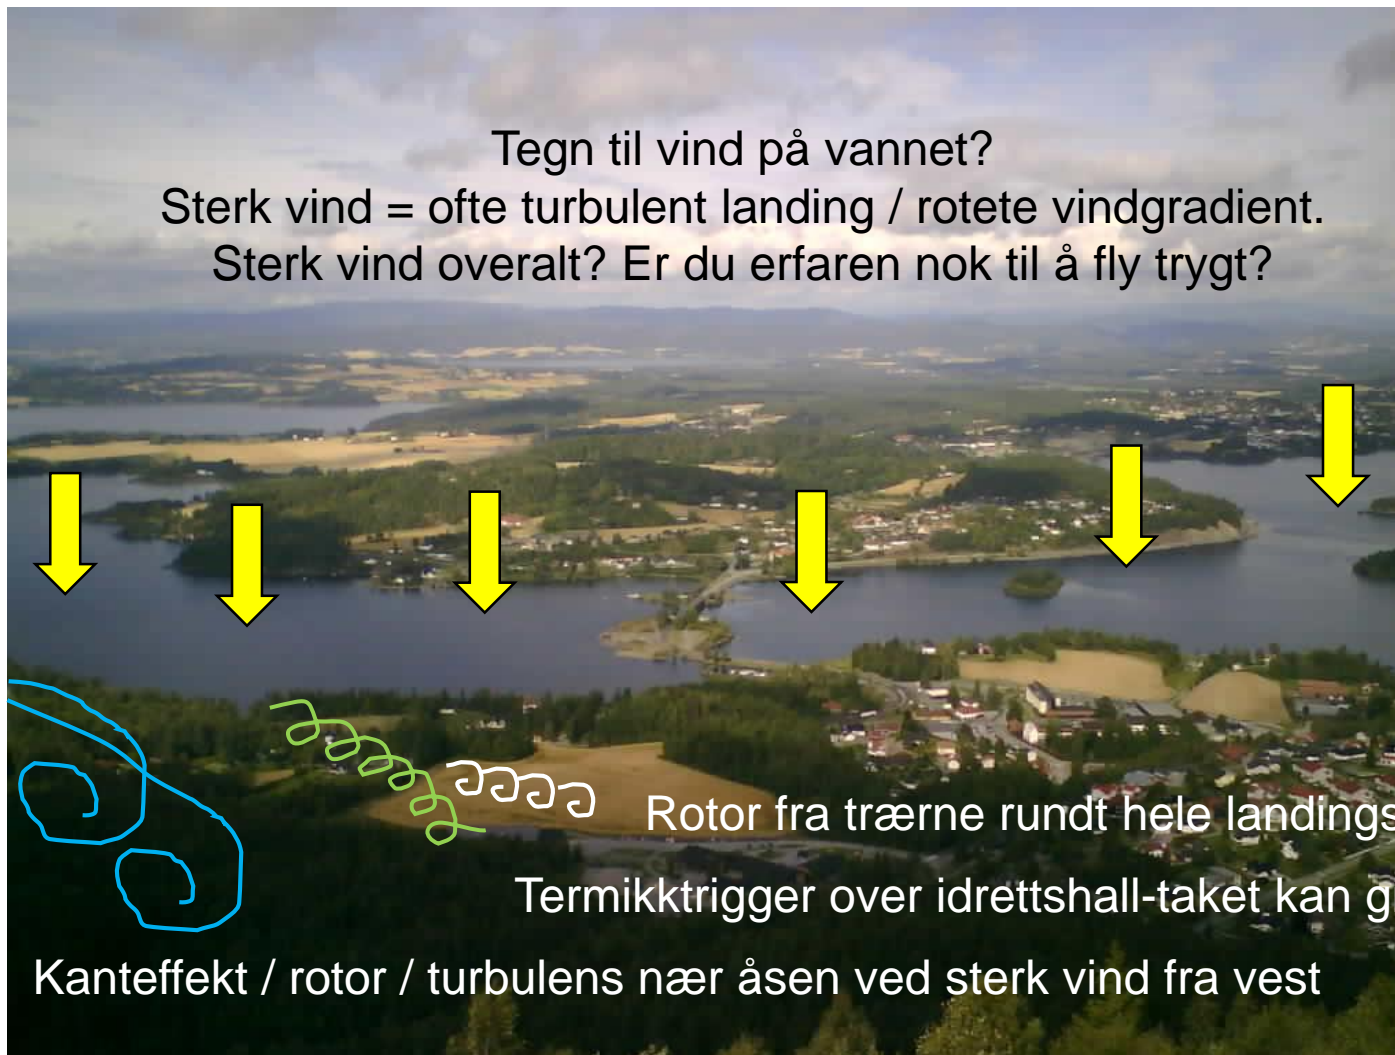 Tegn til vind på vannet?
Sterk vind = ofte turbulent landing / rotete vindgradient.
Sterk vind overalt? Er du erfaren nok til å fly trygt?
Rotor fra trærne rundt hele landings
Termikktrigger over idrettshall-taket kan g
Kanteffekt / rotor / turbulens nær åsen ved sterk vind fra vest